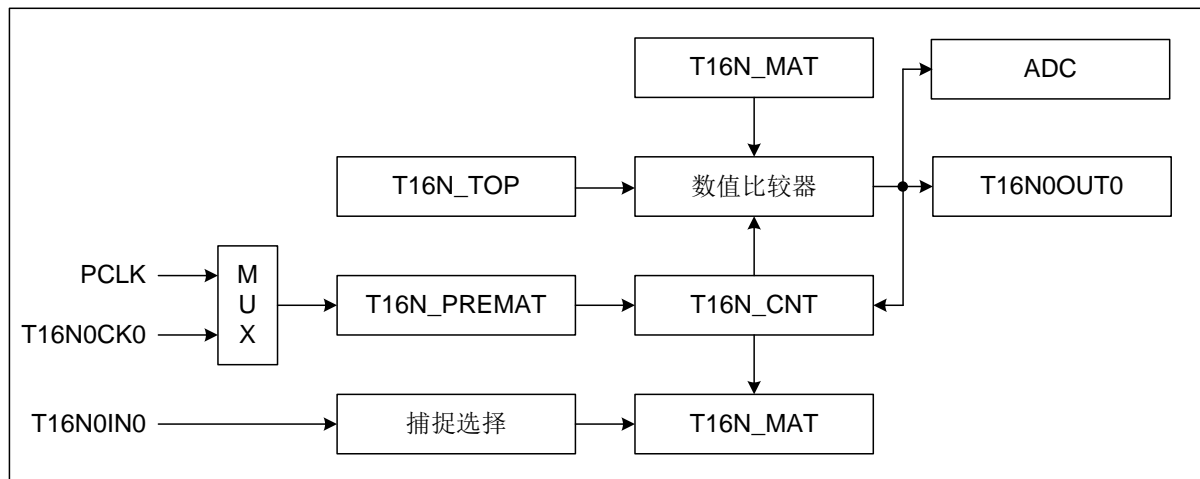 T16N_MAT
ADC
T16N_TOP
数值比较器
T16N0OUT0
PCLK
M
U
X
T16N_PREMAT
T16N_CNT
T16N0CK0
T16N0IN0
捕捉选择
T16N_MAT